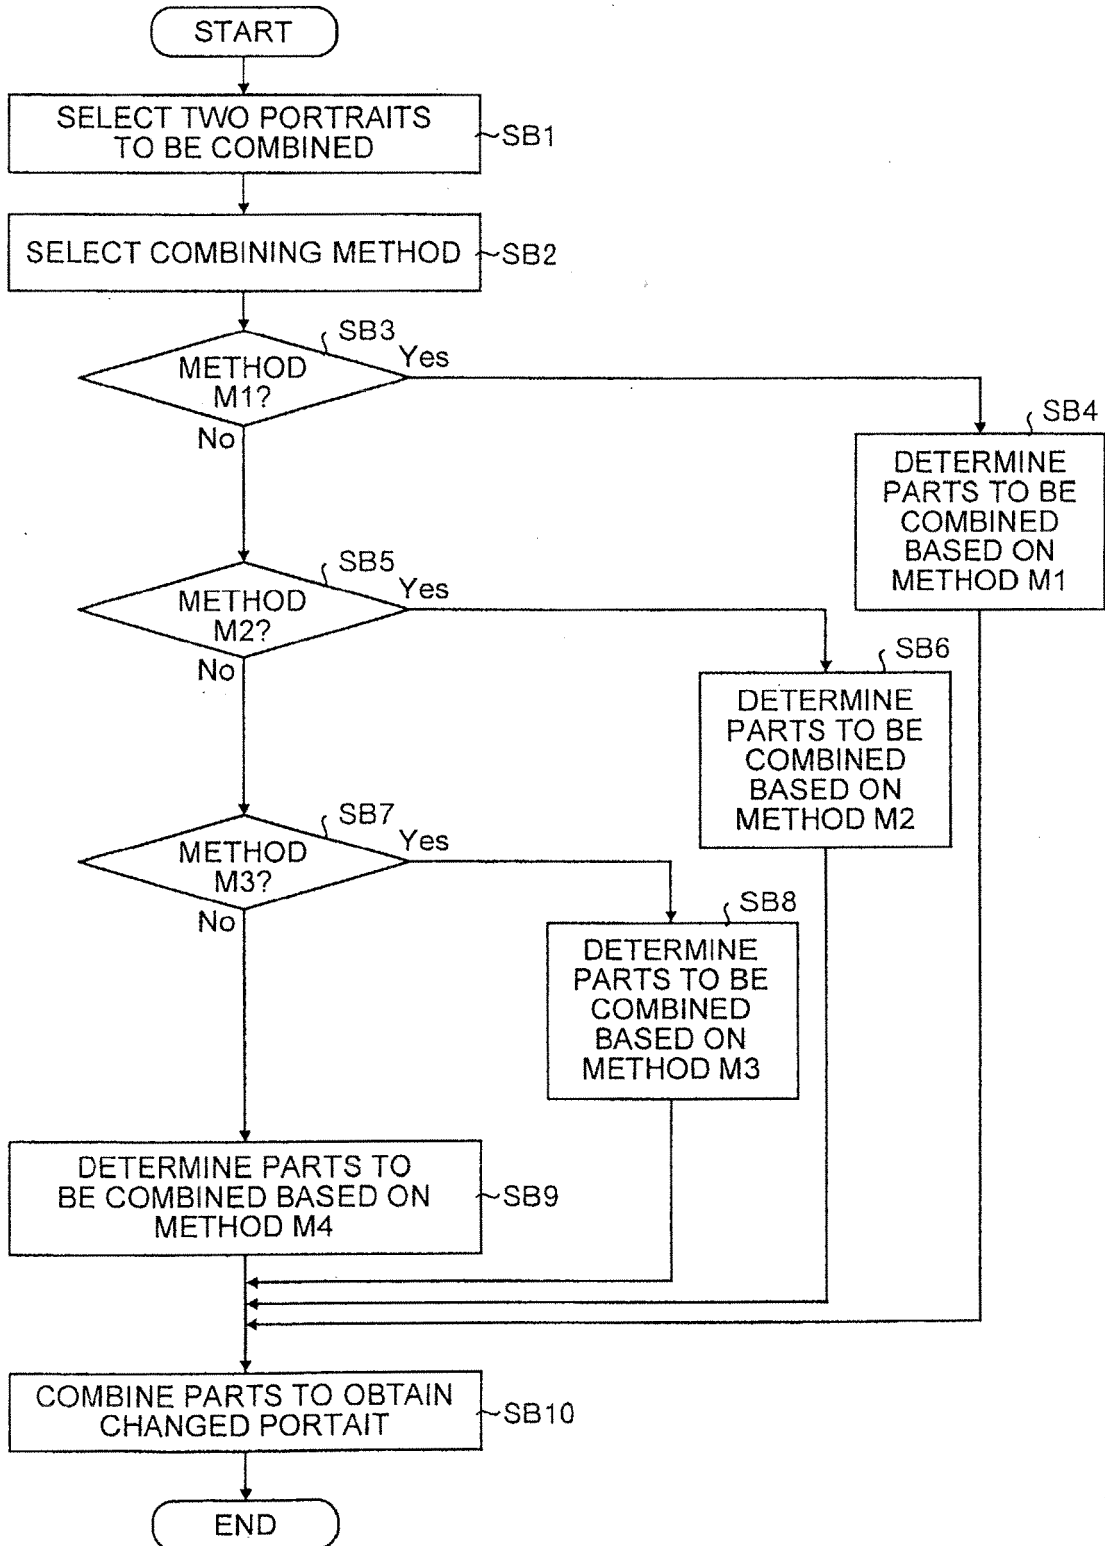 START
SELECT TWO PORTRAITS
TO BE COMBINED
SB1
SELECT COMBINING METHOD
SB2
SB3
METHOD
M1?
Yes
No
SB4
DETERMINE
PARTS TO BE
COMBINED
BASED ON
METHOD M1
SB5
METHOD
M2?
Yes
No
SB6
DETERMINE
PARTS TO BE
COMBINED
BASED ON
METHOD M2
SB7
METHOD
M3?
Yes
No
SB8
DETERMINE
PARTS TO BE
COMBINED
BASED ON
METHOD M3
DETERMINE PARTS TO
BE COMBINED BASED ON
METHOD M4
SB9
COMBINE PARTS TO OBTAIN
CHANGED PORTAIT
SB10
END